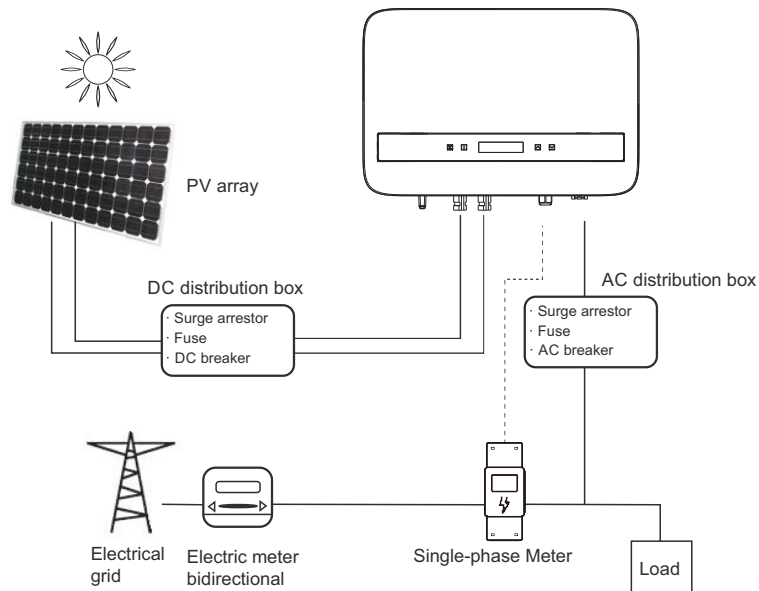 PV array
DC distribution box
· Surge arrestor
· Fuse
· DC breaker
AC distribution box
· Surge arrestor
· Fuse
· AC breaker
Electrical
grid
Electric meter
bidirectional
Single-phase Meter
Load